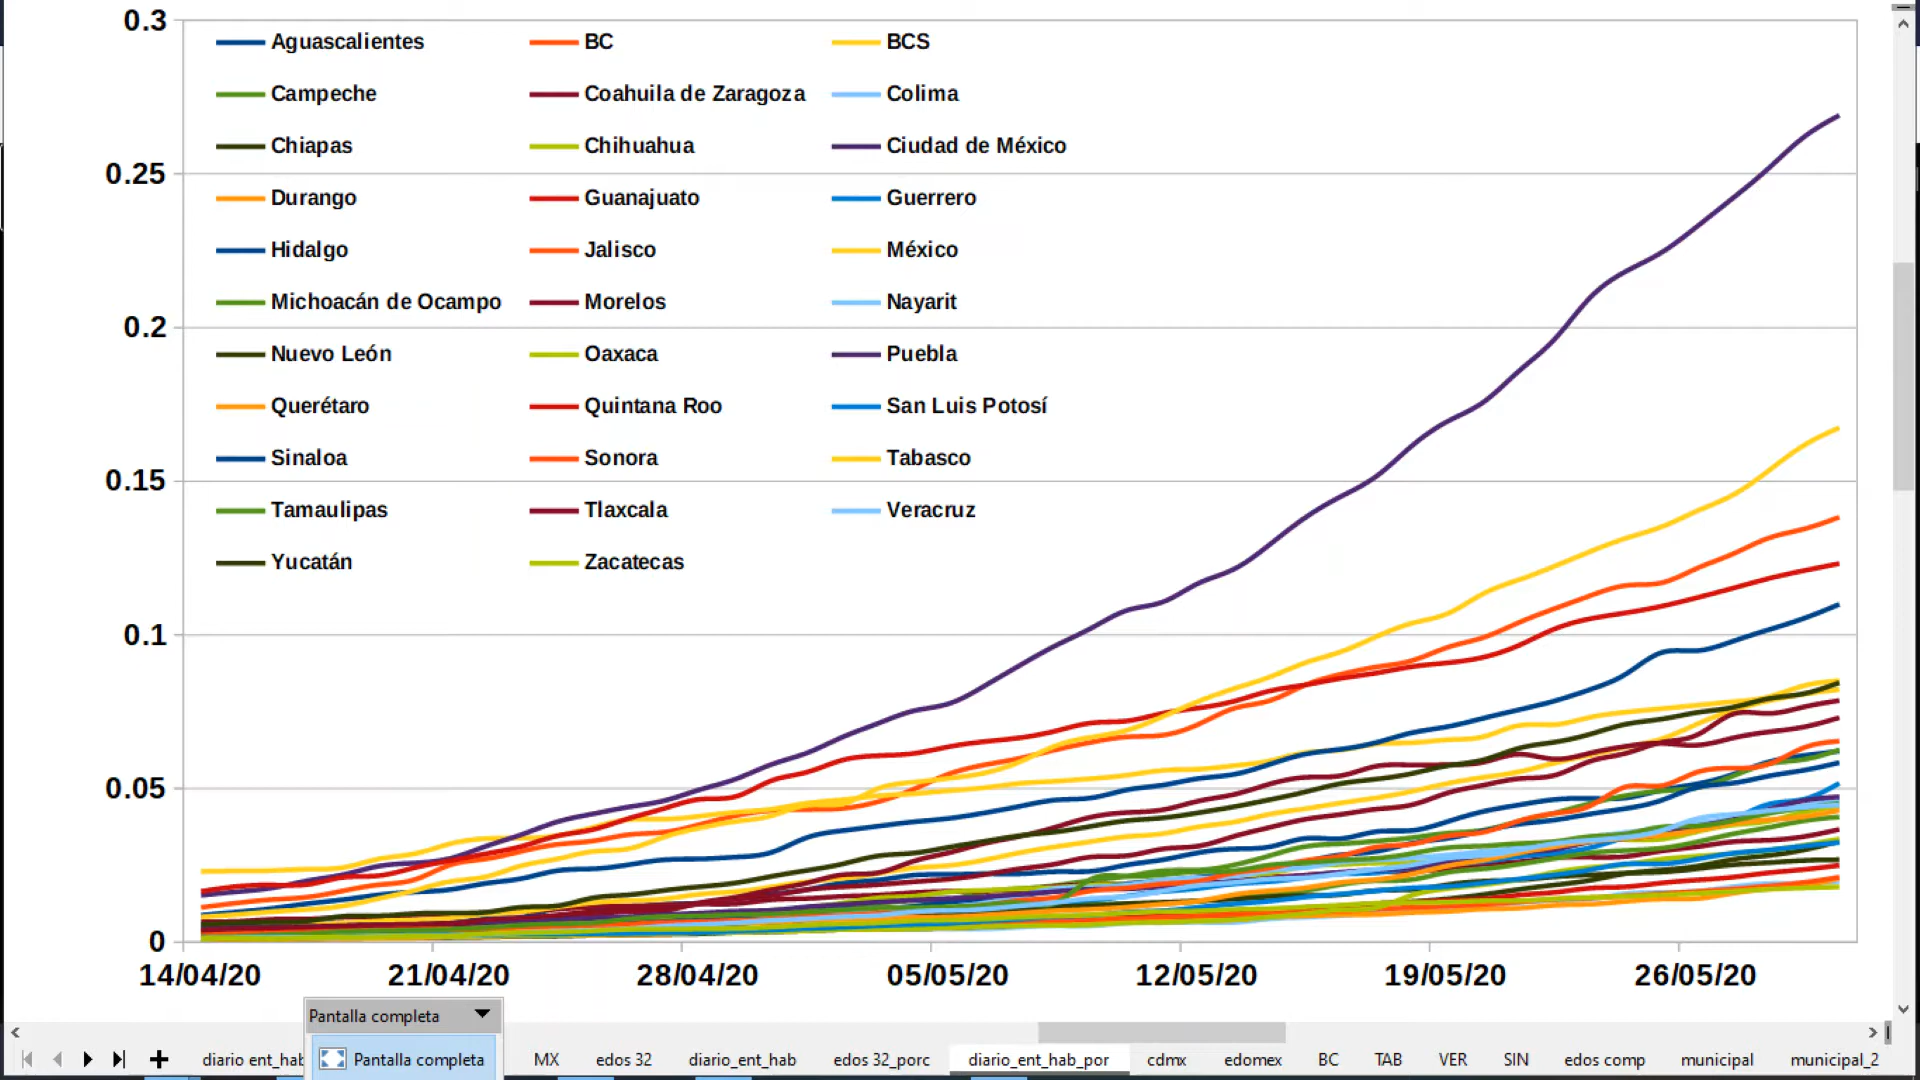 0.3
Aguascalientes BC BCS
Campeche Coahuila de Zaragoza Colima
Chiapas Chihuahua Ciudad de México
0.25
Durango Guanajuato Guerrero
Hidalgo Jalisco México
Michoacán de Ocampo Morelos Nayarit
0.2
Nuevo León Oaxaca Puebla
Querétaro Quintana Roo San Luis Potosí
Sinaloa Sonora Tabasco
0.15
Tamaulipas Tlaxcala Veracruz
Yucatán Zacatecas
0.1
0.05
0
14/04/20 21/04/20 28/04/20 05/05/20 12/05/20 19/05/20 26/05/20
Pantalla completa
diario ent_hab Pantalla completa MX edos 32 diario_ent_hab edos 32_porc diario_ent_hab_por cdmx edomex BC TAB VER SIN edos comp municipal municipal_2